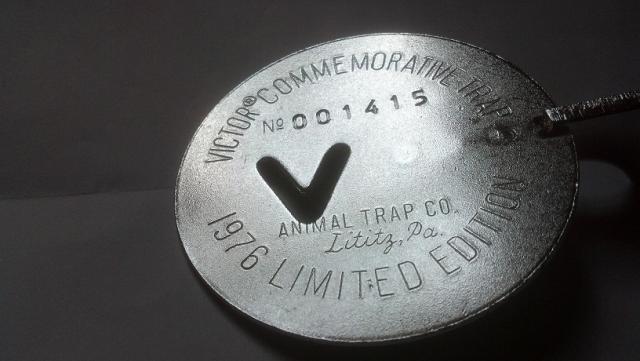 VICTOR® COMMEMORATIVE TRAP
No 001415
V
ANIMAL TRAP CO.
Lititz, Pa.
1976 LIMITED EDITION